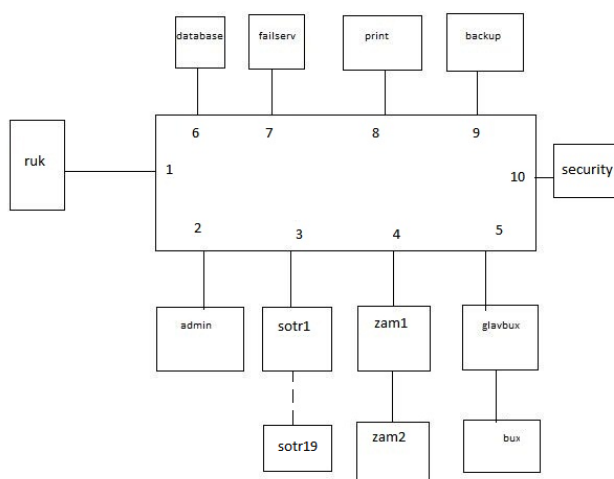 database failserv print backup
6 7 8 9
ruk 1 10 security
2 3 4 5
admin sotr1 zam1 glavbux
sotr19 zam2 bux